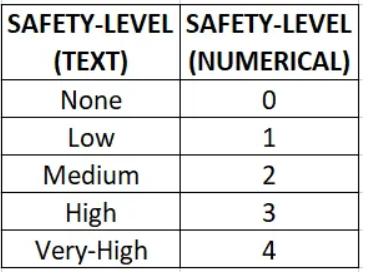 SAFETY-LEVEL (TEXT) SAFETY-LEVEL (NUMERICAL)
None 0
Low 1
Medium 2
High 3
Very-High 4